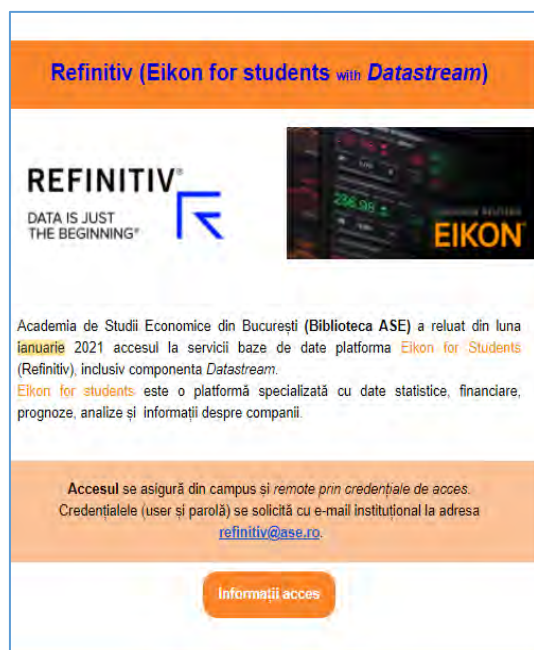 Refinitiv (Eikon for students with Datastream)
REFINITIV®
DATA IS JUST
THE BEGINNING®
EIKON
Academia de Studii Economice din București (Biblioteca ASE) a reluat din luna
ianuarie 2021 accesul la servicii baze de date platforma Eikon for Students
(Refinitiv), inclusiv componenta Datastream.
Eikon for students este o platformă specializată cu date statistice, financiare,
prognoze, analize și informații despre companii.
Accesul se asigură din campus și remote prin credențiale de acces.
Credențialele (user și parolă) se solicită cu e-mail instituțional la adresa
refinitiv@ase.ro.
Informații acces